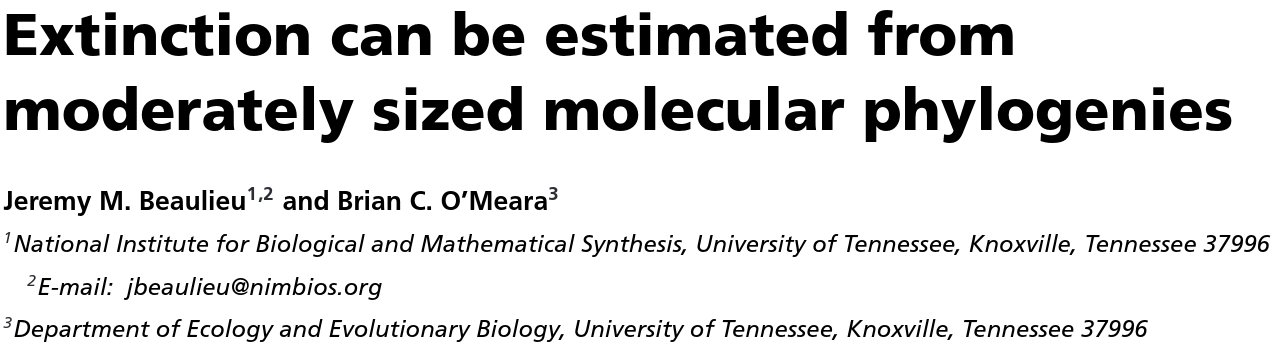 Extinction can be estimated from
moderately sized molecular phylogenies
Jeremy M. Beaulieu1,2 and Brian C. O’Meara3
1National Institute for Biological and Mathematical Synthesis, University of Tennessee, Knoxville, Tennessee 37996
2E-mail: jbeaulieu@nimbios.org
3Department of Ecology and Evolutionary Biology, University of Tennessee, Knoxville, Tennessee 37996